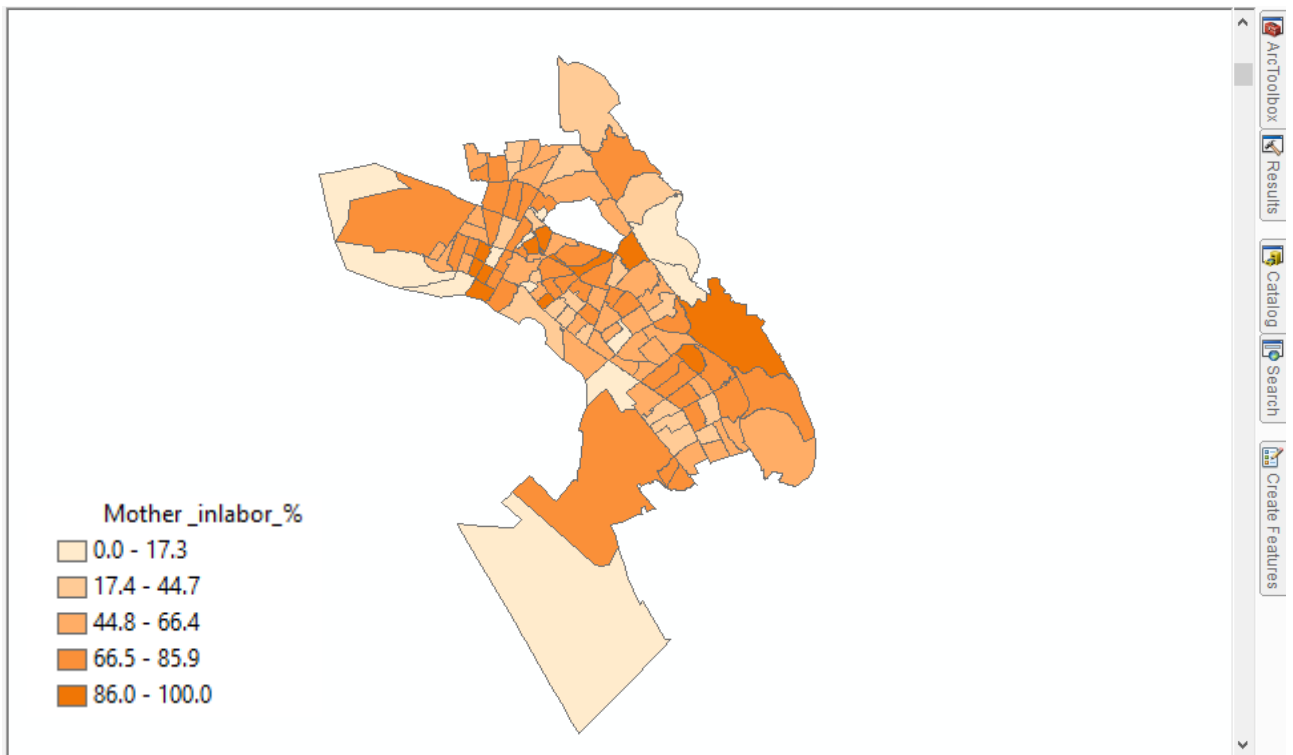 Mother _inlabor_%
0.0 - 17.3
17.4 - 44.7
44.8 - 66.4
66.5 - 85.9
86.0 - 100.0
ArcToolbox
Results
Catalog
Search
Create Features